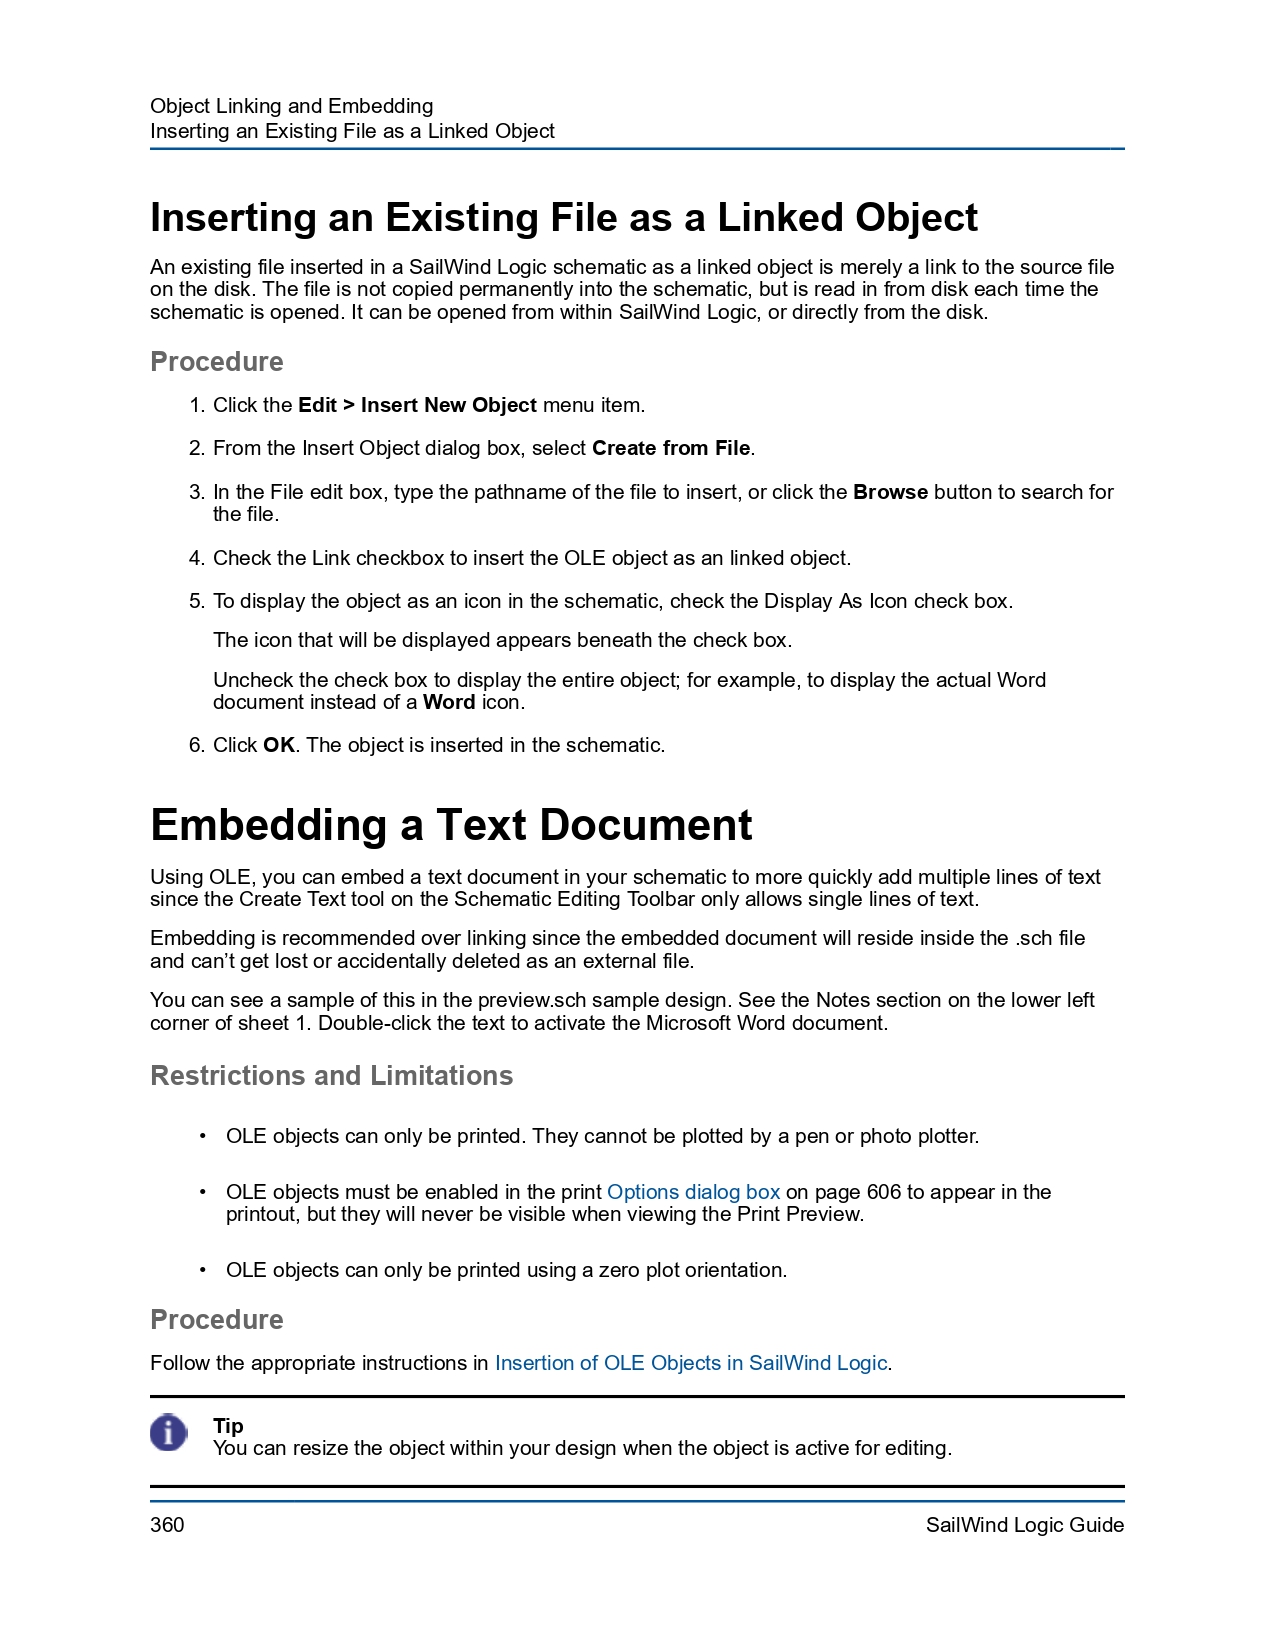 Object Linking and Embedding
Inserting an Existing File as a Linked Object
Inserting an Existing File as a Linked Object
An existing file inserted in a SailWind Logic schematic as a linked object is merely a link to the source file
on the disk. The file is not copied permanently into the schematic, but is read in from disk each time the
schematic is opened. It can be opened from within SailWind Logic, or directly from the disk.
Procedure
1. Click the Edit > Insert New Object menu item.
2. From the Insert Object dialog box, select Create from File.
3. In the File edit box, type the pathname of the file to insert, or click the Browse button to search for
the file.
4. Check the Link checkbox to insert the OLE object as an linked object.
5. To display the object as an icon in the schematic, check the Display As Icon check box.
The icon that will be displayed appears beneath the check box.
Uncheck the check box to display the entire object; for example, to display the actual Word
document instead of a Word icon.
6. Click OK. The object is inserted in the schematic.
Embedding a Text Document
Using OLE, you can embed a text document in your schematic to more quickly add multiple lines of text
since the Create Text tool on the Schematic Editing Toolbar only allows single lines of text.
Embedding is recommended over linking since the embedded document will reside inside the .sch file
and can’t get lost or accidentally deleted as an external file.
You can see a sample of this in the preview.sch sample design. See the Notes section on the lower left
corner of sheet 1. Double-click the text to activate the Microsoft Word document.
Restrictions and Limitations
• OLE objects can only be printed. They cannot be plotted by a pen or photo plotter.
• OLE objects must be enabled in the print Options dialog box on page 606 to appear in the
printout, but they will never be visible when viewing the Print Preview.
• OLE objects can only be printed using a zero plot orientation.
Procedure
Follow the appropriate instructions in Insertion of OLE Objects in SailWind Logic.
Tip
You can resize the object within your design when the object is active for editing.
360 SailWind Logic Guide